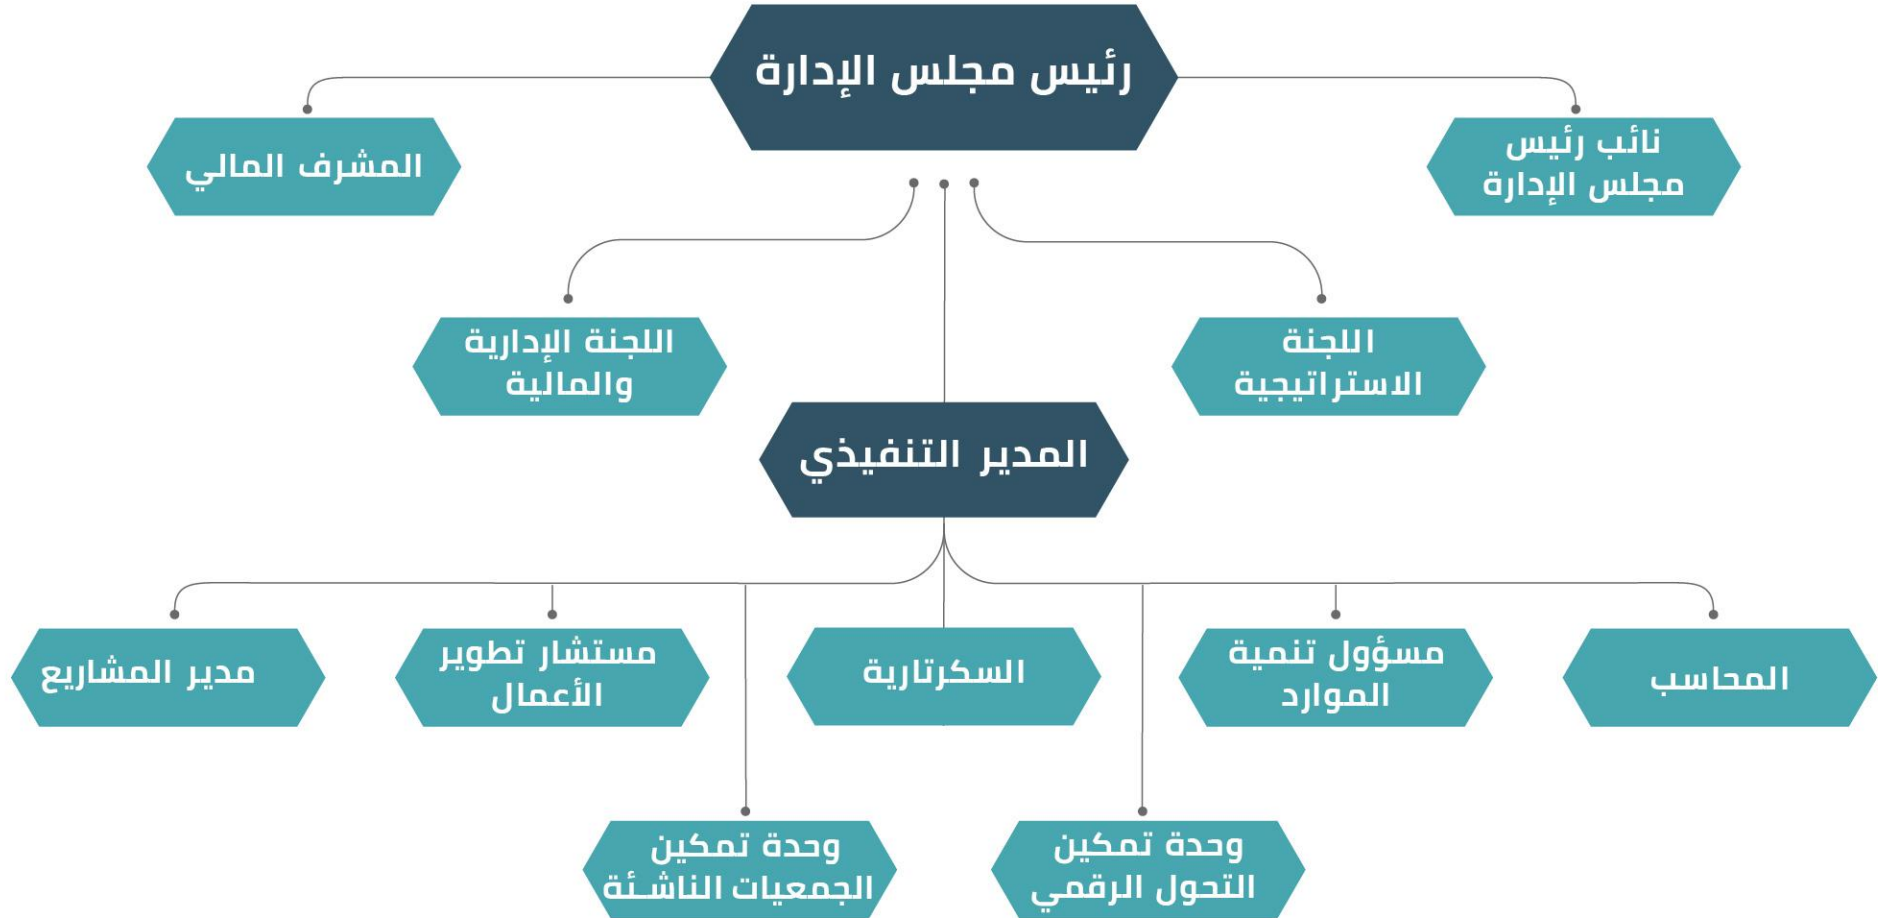 رئيس مجلس الإدارة
نائب رئيس
مجلس الإدارة
المشرف المالي
اللجنة
الاستراتيجية
اللجنة الإدارية
والمالية
المدير التنفيذي
المحاسب
مسؤول تنمية
الموارد
السكرتارية
مستشار تطوير
الأعمال
مدير المشاريع
وحدة تمكين
التحول الرقمي
وحدة تمكين
الجمعيات الناشئة